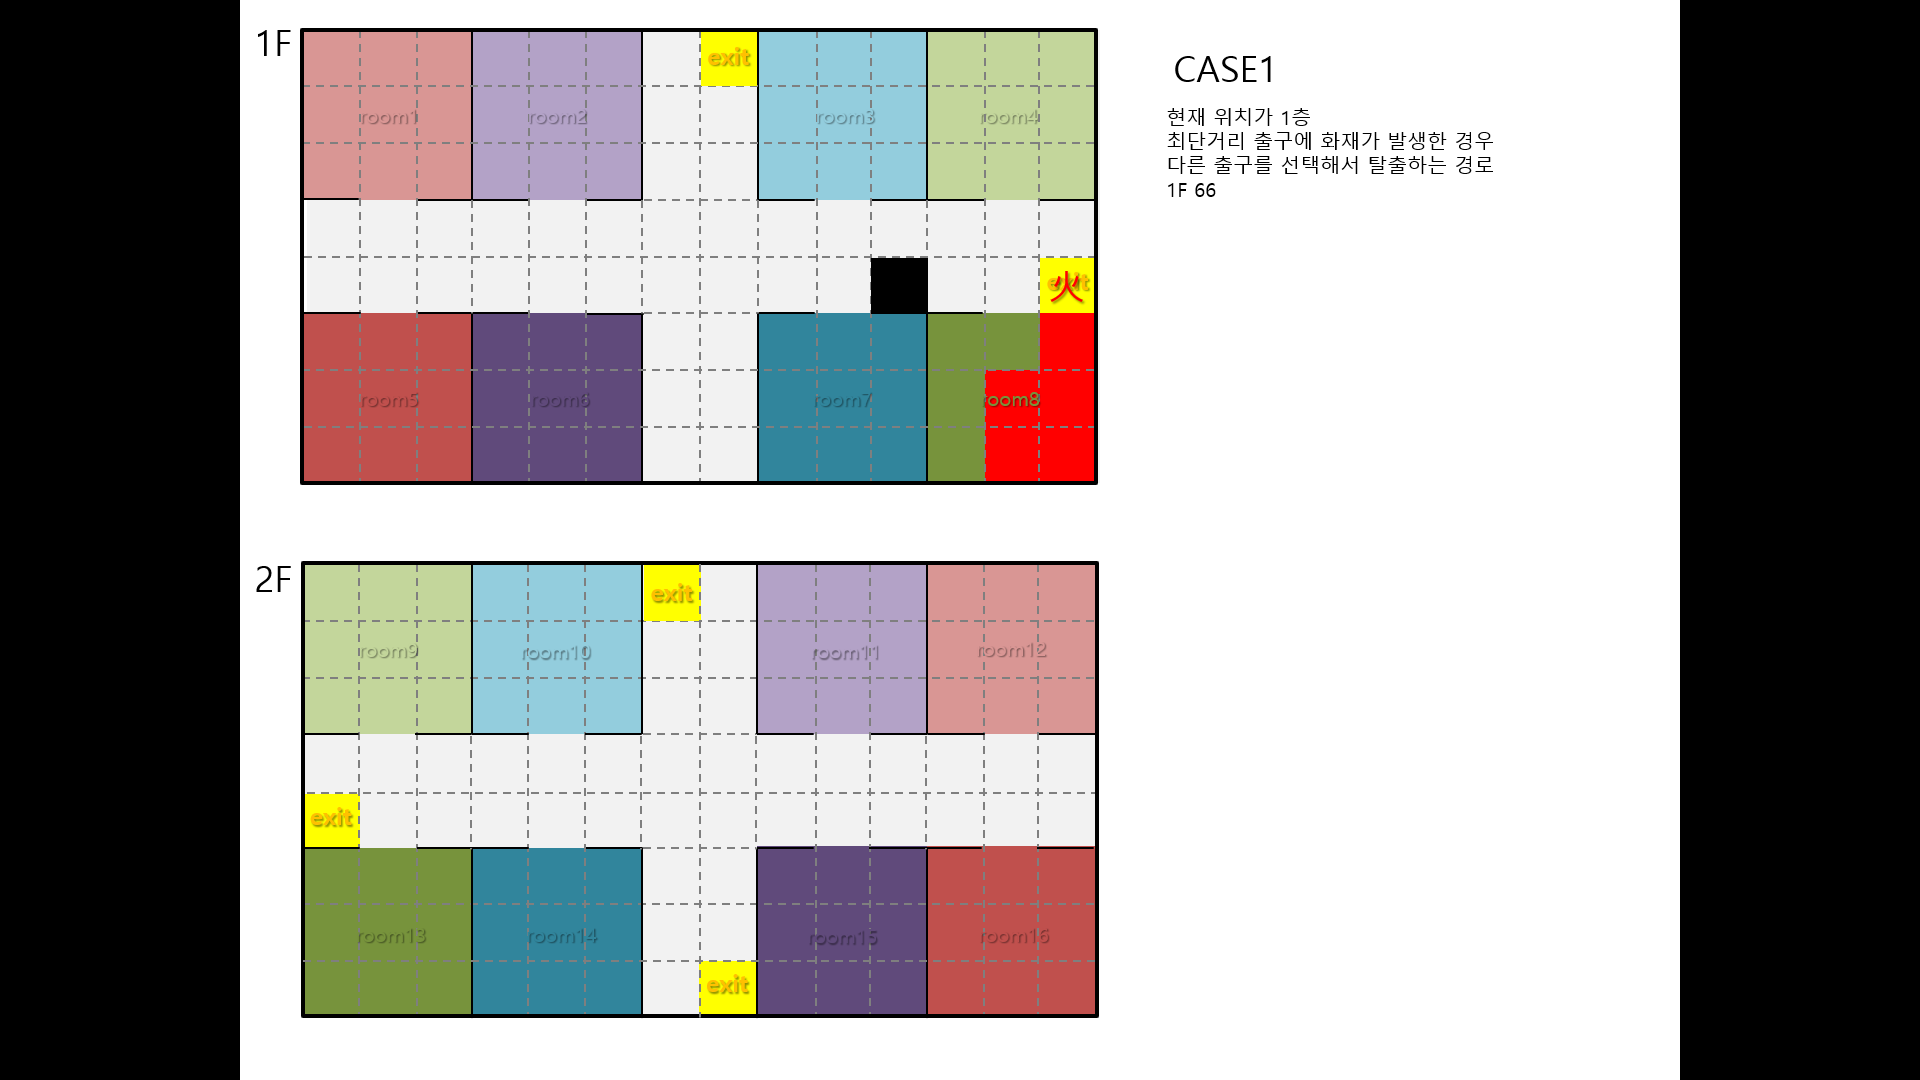 1F
exit
room1
room2
room3
room4
exit
火
room5
room6
room7
room8
CASE1
현재 위치가 1층
최단거리 출구에 화재가 발생한 경우
다른 출구를 선택해서 탈출하는 경로
1F 66
2F
exit
room9
room10
room11
room12
exit
room13
room14
room15
room16
exit